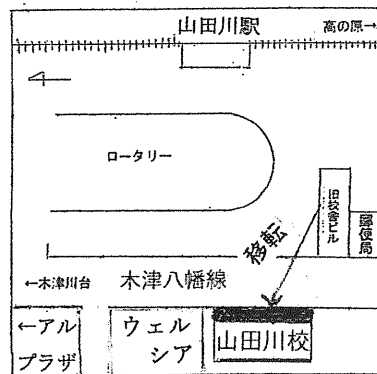 山田川駅
高の原→
ロータリー
旧校舎ビル
郵便局
移転
←木津川台
木津八幡線
←アル
プラザ
ウェル
シア
山田川校